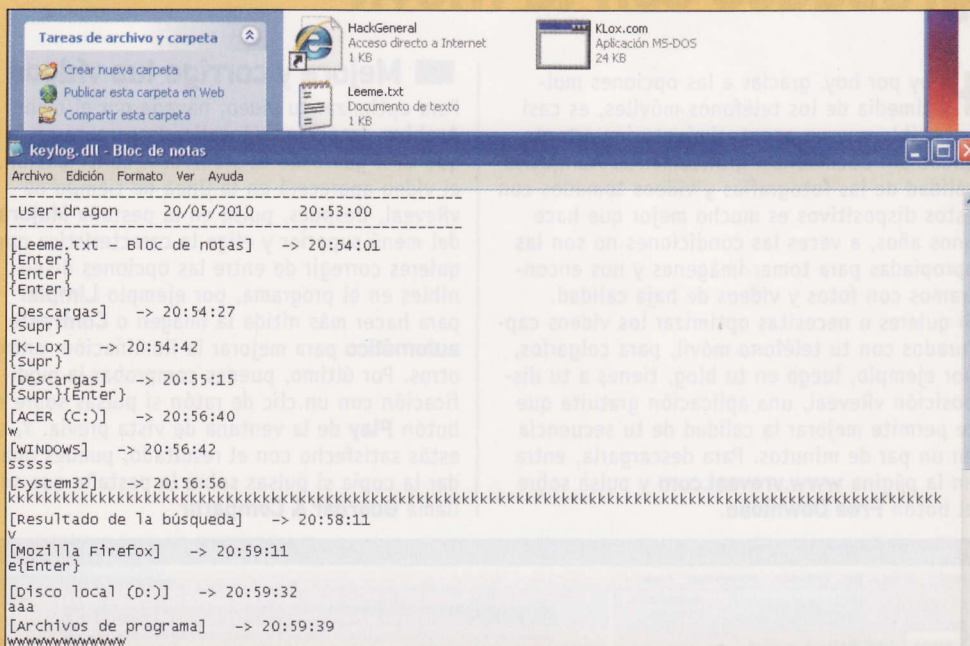 Tareas de archivo y carpeta
Crear nueva carpeta
Publicar esta carpeta en Web
Compartir esta carpeta
HackGeneral
Acceso directo a Internet
1 KB
Leeme.txt
Documento de texto
1 KB
KLox.com
Aplicación MS-DOS
24 KB
keylog.dll - Bloc de notas
Archivo Edición Formato Ver Ayuda
-user:dragon - 20/05/2010 - 20:53:00
[Leeme.txt - Bloc de notas] -> 20:54:01
{Enter}
{Enter}
{Enter}
[Descargas] -> 20:54:27
{Supr}
[K-Lox] -> 20:54:42
{Supr}
[Descargas] -> 20:55:15
{Supr}{Enter}
[ACER (C:)] -> 20:56:40
w
[WINDOWS] -> 20:56:42
sssss
[system32] -> 20:56:56
kkkkkkkkkkkkkkkkkkkkkkkkkkkkkkkkkkkkkkkkkkkkkkkkkkkkkkkkkkkkkkkkkkkkkkkkkkkkkkkkkkkkkkkkkkkkkkkkkkkkkk
[Resultado de la búsqueda] -> 20:58:11
v
[Mozilla Firefox] -> 20:59:11
e{Enter}
[Disco local (D:)] -> 20:59:32
aaa
[Archivos de programa] -> 20:59:39
wwwwwwwwwwwww